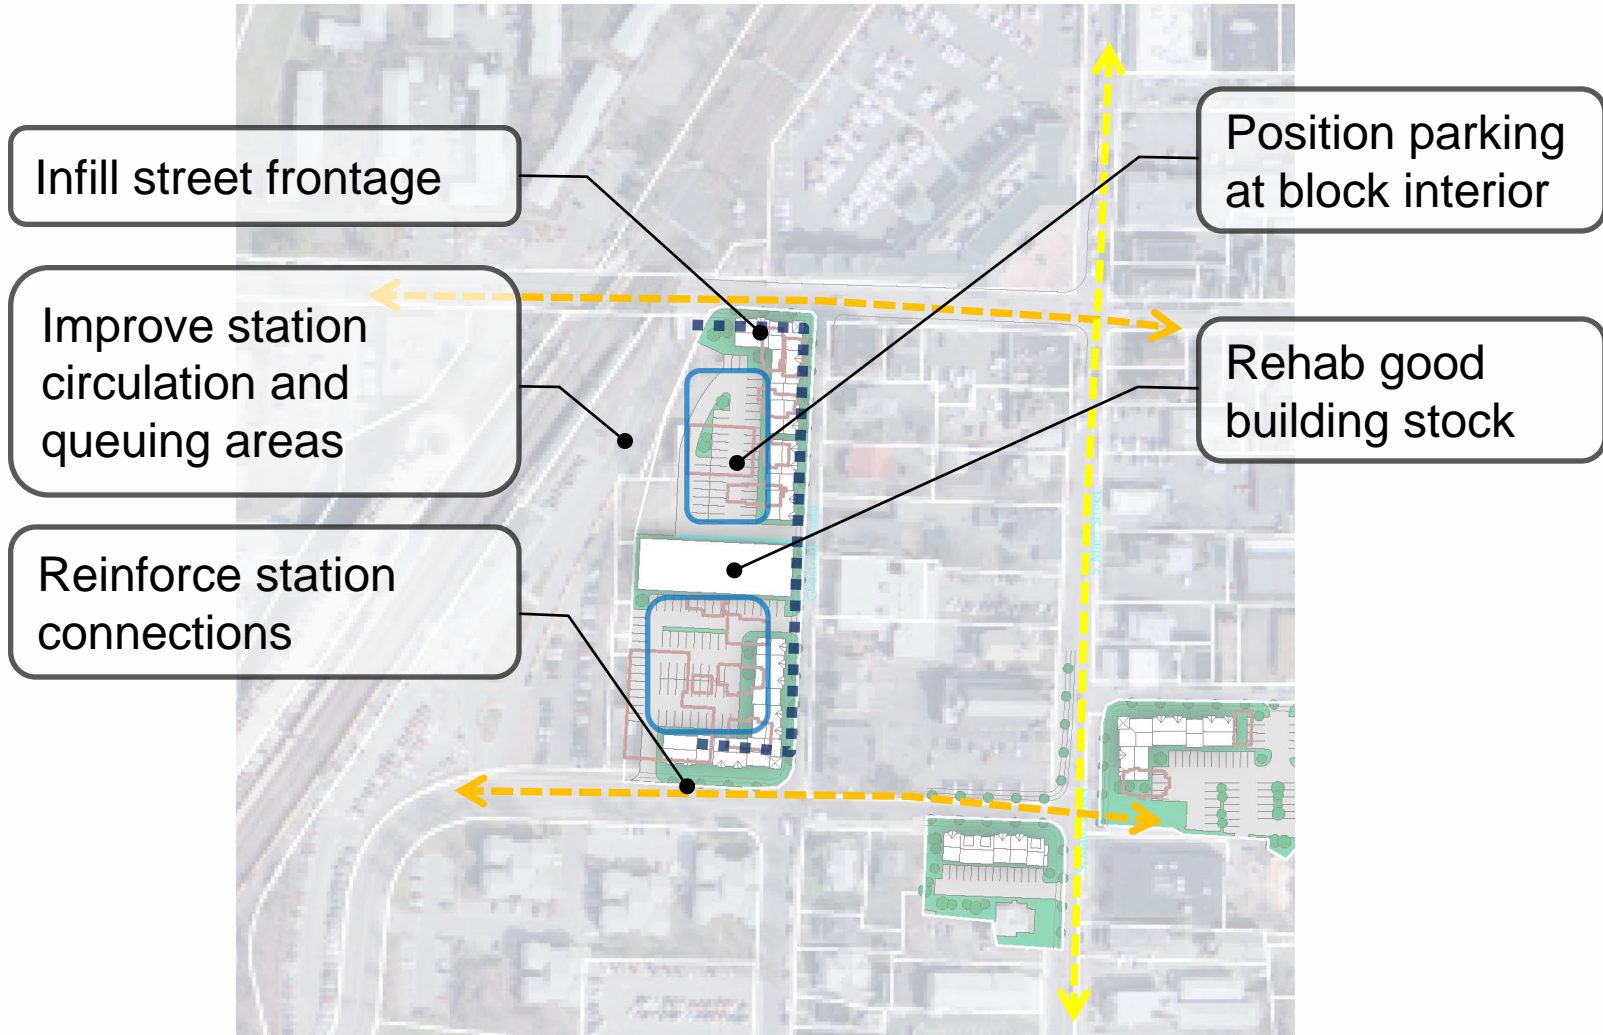 Infill street frontage
Improve station
circulation and
queuing areas
Reinforce station
connections
Position parking
at block interior
Rehab good
building stock